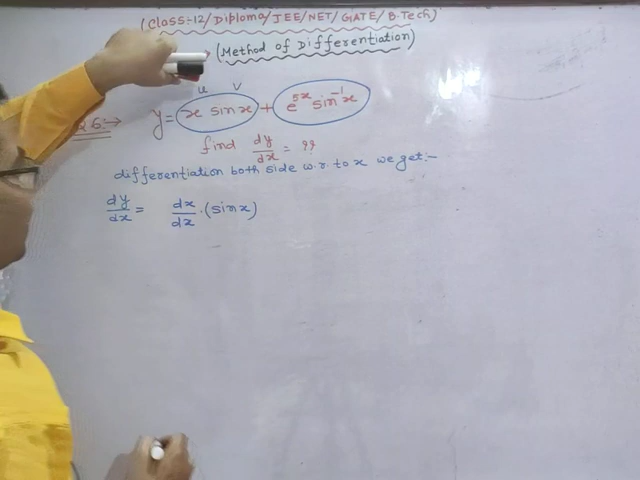 (Class-12/Diploma/JEE/NET/GATE/B.Tech)
(Method of Differentiation)
u v
Q6:→ y = x sin x + e^5x sin^-1 x
find dy/dx = ??
differentiation both side w.r.to x we get:-
dy/dx = dx/dx . (sin x)